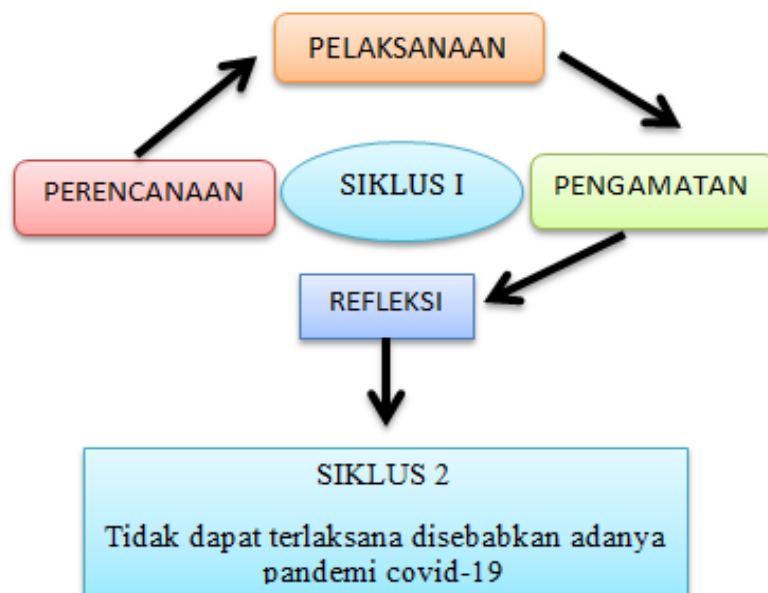 PELAKSANAAN
PERENCANAAN
SIKLUS I
PENGAMATAN
REFLEKSI
SIKLUS 2
Tidak dapat terlaksana disebabkan adanya
pandemi covid-19